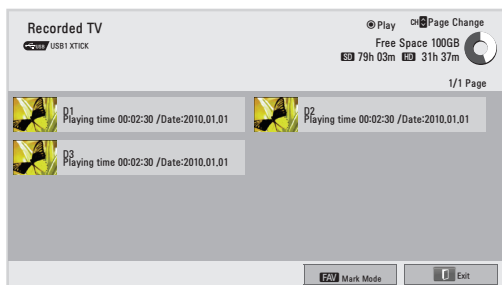 Recorded TV
Play CH Page Change
USB USB1 XTICK
Free Space 100GB
SD 79h 03m HD 31h 37m
1/1 Page
D1
Playing time 00:02:30 /Date:2010,01,01
D2
Playing time 00:02:30 /Date:2010,01,01
D3
Playing time 00:02:30 /Date:2010,01,01
FAV Mark Mode
Exit